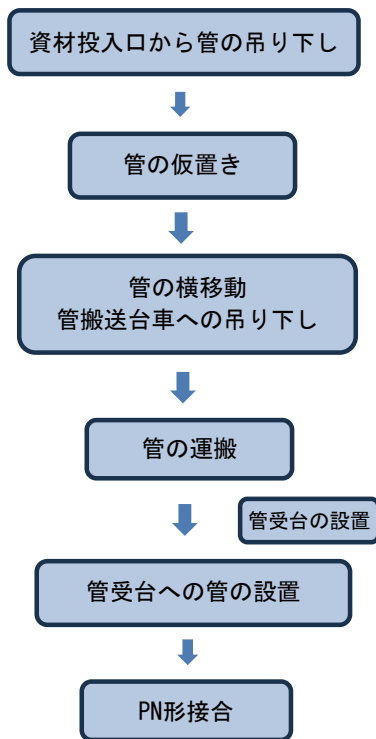 資材投入口から管の吊り下し
管の仮置き
管の横移動
管搬送台車への吊り下し
管の運搬
管受台の設置
管受台への管の設置
PN形接合